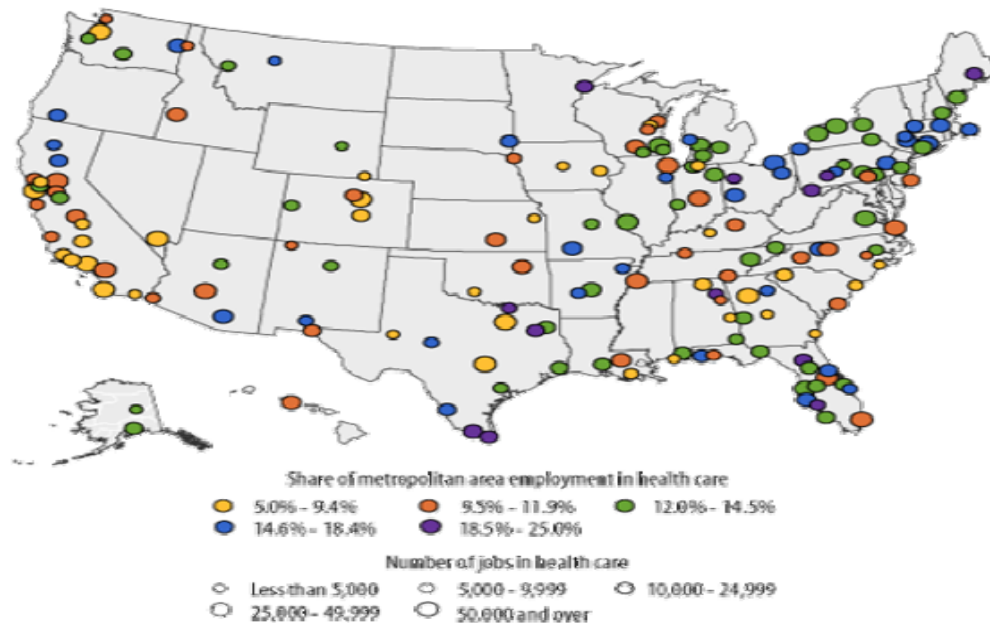 Share of metropolitan area employment in health care
5.0% - 9.4% 9.5% - 11.9% 12.0% - 14.5%
14.6% - 18.4% 18.5% - 25.0%
Number of jobs in health care
Less than 5,000 5,000 - 9,999 10,000 - 24,999
25,000 - 49,999 50,000 and over